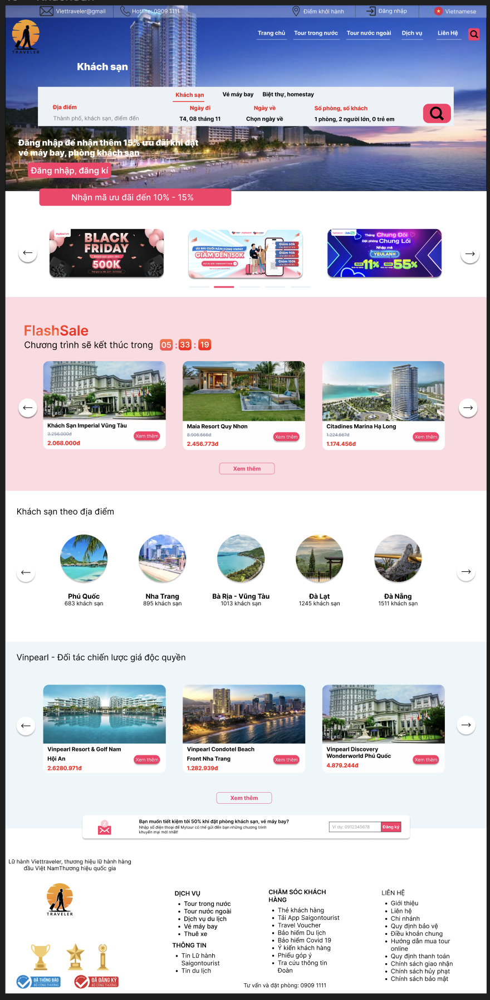 Viettraveler@gmail
Hotline: 0909 1111
Điểm khởi hành
Đăng nhập
Vietnamese
TRAVELER
Trang chủ
Tour trong nước
Tour nước ngoài
Dịch vụ
Liên Hệ
Khách sạn
Khách sạn
Vé máy bay
Biệt thự, homestay
Địa điểm
Ngày đi
Ngày về
Số phòng, số khách
Thành phố, khách sạn, điểm đến
T4, 08 tháng 11
Chọn ngày về
1 phòng, 2 người lớn, 0 trẻ em
Đăng nhập để nhận thêm 15% ưu đãi khi đặt
vé máy bay, phòng khách sạn
Đăng nhập, đăng kí
Nhận mã ưu đãi đến 10% - 15%
mytour.vn
BLACK
FRIDAY
Khách sạn giảm đến
500K
ƯU ĐÃI CUỐI NĂM CÙNG VNPAY
GIẢM ĐẾN 150K
Giảm 60k
Giảm 90k
Giảm 150k
Tháng Chung Đôi
Đặt phòng Chung Lối
Nhập mã
YEULANH
11%
55%
FlashSale
Chương trình sẽ kết thúc trong 05 : 33 : 19
Khách Sạn Imperial Vũng Tàu
3.256.000đ
Xem thêm
2.068.000đ
Maia Resort Quy Nhơn
8.906.666đ
Xem thêm
2.456.773đ
Citadines Marina Hạ Long
1.224.667đ
Xem thêm
1.174.456đ
Xem thêm
Khách sạn theo địa điểm
Phú Quốc
683 khách sạn
Nha Trang
895 khách sạn
Bà Rịa - Vũng Tàu
1013 khách sạn
Đà Lạt
1245 khách sạn
Đà Nẵng
1511 khách sạn
Vinpearl - Đối tác chiến lược giá độc quyền
Vinpearl Resort & Golf Nam
Hội An
Xem thêm
2.6280.971đ
Vinpearl Condotel Beach
Front Nha Trang
Xem thêm
1.282.939đ
Vinpearl Discovery
Wonderworld Phú Quốc
Xem thêm
4.879.244đ
Xem thêm
Bạn muốn tiết kiệm tới 50% khi đặt phòng khách sạn, vé máy bay?
Nhập số điện thoại để Mytour có thể gửi đến bạn những chương trình
khuyến mại mới nhất!
Ví dụ: 0912345678
Đăng ký
Lữ hành Viettraveler, thương hiệu lữ hành hàng
đầu Việt NamThương hiệu quốc gia
TRAVELER
ĐÃ THÔNG BÁO
BỘ CÔNG THƯƠNG
ĐÃ ĐĂNG KÝ
BỘ CÔNG THƯƠNG
DỊCH VỤ
Tour trong nước
Tour nước ngoài
Dịch vụ du lịch
Vé máy bay
Thuê xe
THÔNG TIN
Tin Lữ hành
Saigontourist
Tin du lịch
CHĂM SÓC KHÁCH
HÀNG
Thẻ khách hàng
Tải App Saigontourist
Travel Voucher
Bảo hiểm Du lịch
Bảo hiểm Covid 19
Ý kiến khách hàng
Phiếu góp ý
Tra cứu thông tin
Đoàn
LIÊN HỆ
Giới thiệu
Liên hệ
Chi nhánh
Quy định bảo vệ
Điều khoản chung
Hướng dẫn mua tour
online
Quy định thanh toán
Chính sách giao nhận
Chính sách hủy phạt
Chính sách bảo mật
Tư vấn và đặt phòng: 0909 1111